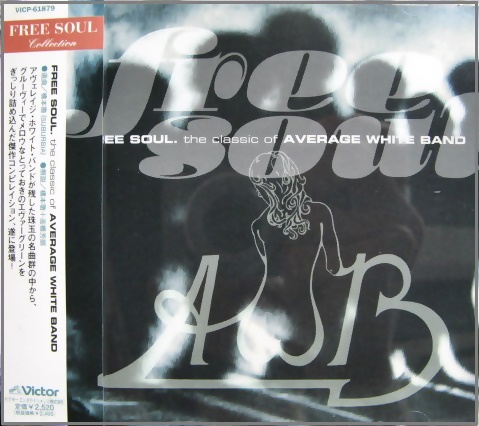 VICP-61879
FREE SOUL
Collection
FREE SOUL. the classic of AVERAGE WHITE BAND
アヴェレイジ・ホワイト・バンドが残した珠玉の名曲群の中から、
グルーヴィーでメロウなとっておきのエヴァーグリーンを
ぎっしり詰め込んだ傑作コンピレイション、遂に登場！
Victor
定価￥2,520
free
soul
EE SOUL. the classic of AVERAGE WHITE BAND
AWB